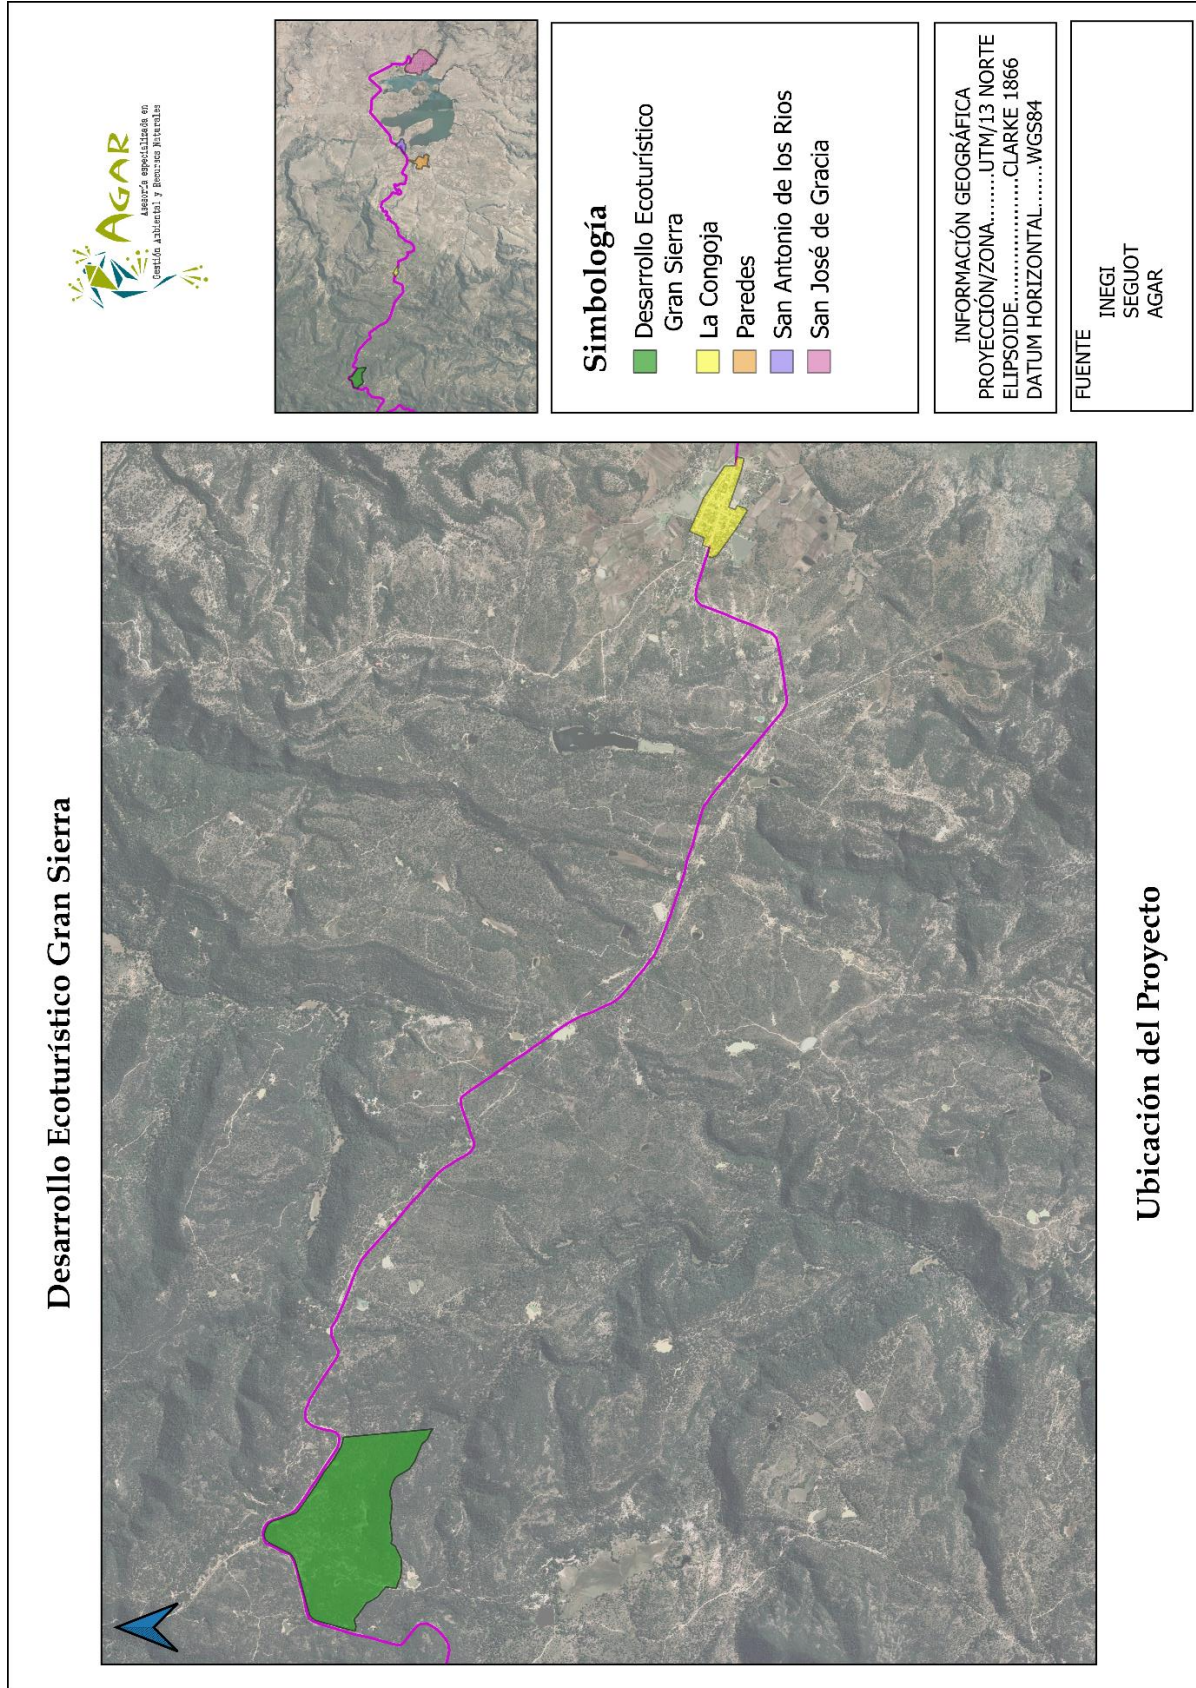 Desarrollo Ecoturístico Gran Sierra
AGAR
Asesoría especializada en
Gestión Ambiental y Recursos Naturales
Simbología
Desarrollo Ecoturístico
Gran Sierra
La Congoja
Paredes
San Antonio de los Rios
San José de Gracia
INFORMACIÓN GEOGRÁFICA
PROYECCIÓN/ZONA.........UTM/13 NORTE
ELIPSOIDE......................CLARKE 1866
DATUM HORIZONTAL.........WGS84
FUENTE
INEGI
SEGUOT
AGAR
Ubicación del Proyecto